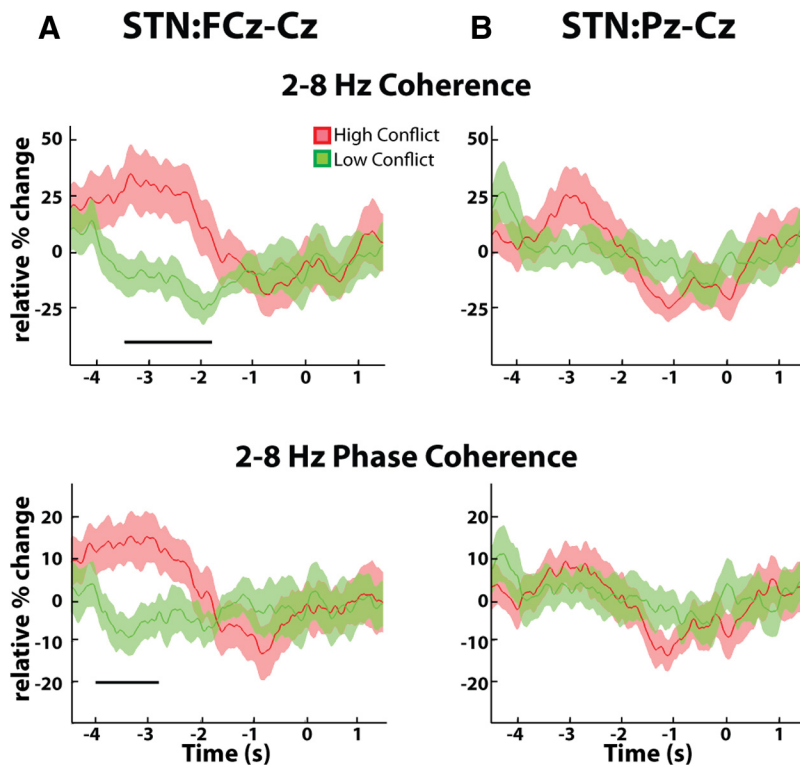 A STN:FCz-Cz B STN:Pz-Cz
2-8 Hz Coherence
relative % change
50
25
0
-25
-4 -3 -2 -1 0 1
High Conflict
Low Conflict
50
25
0
-25
-4 -3 -2 -1 0 1
2-8 Hz Phase Coherence
relative % change
20
10
0
-10
-20
-4 -3 -2 -1 0 1
Time (s)
20
10
0
-10
-20
-4 -3 -2 -1 0 1
Time (s)